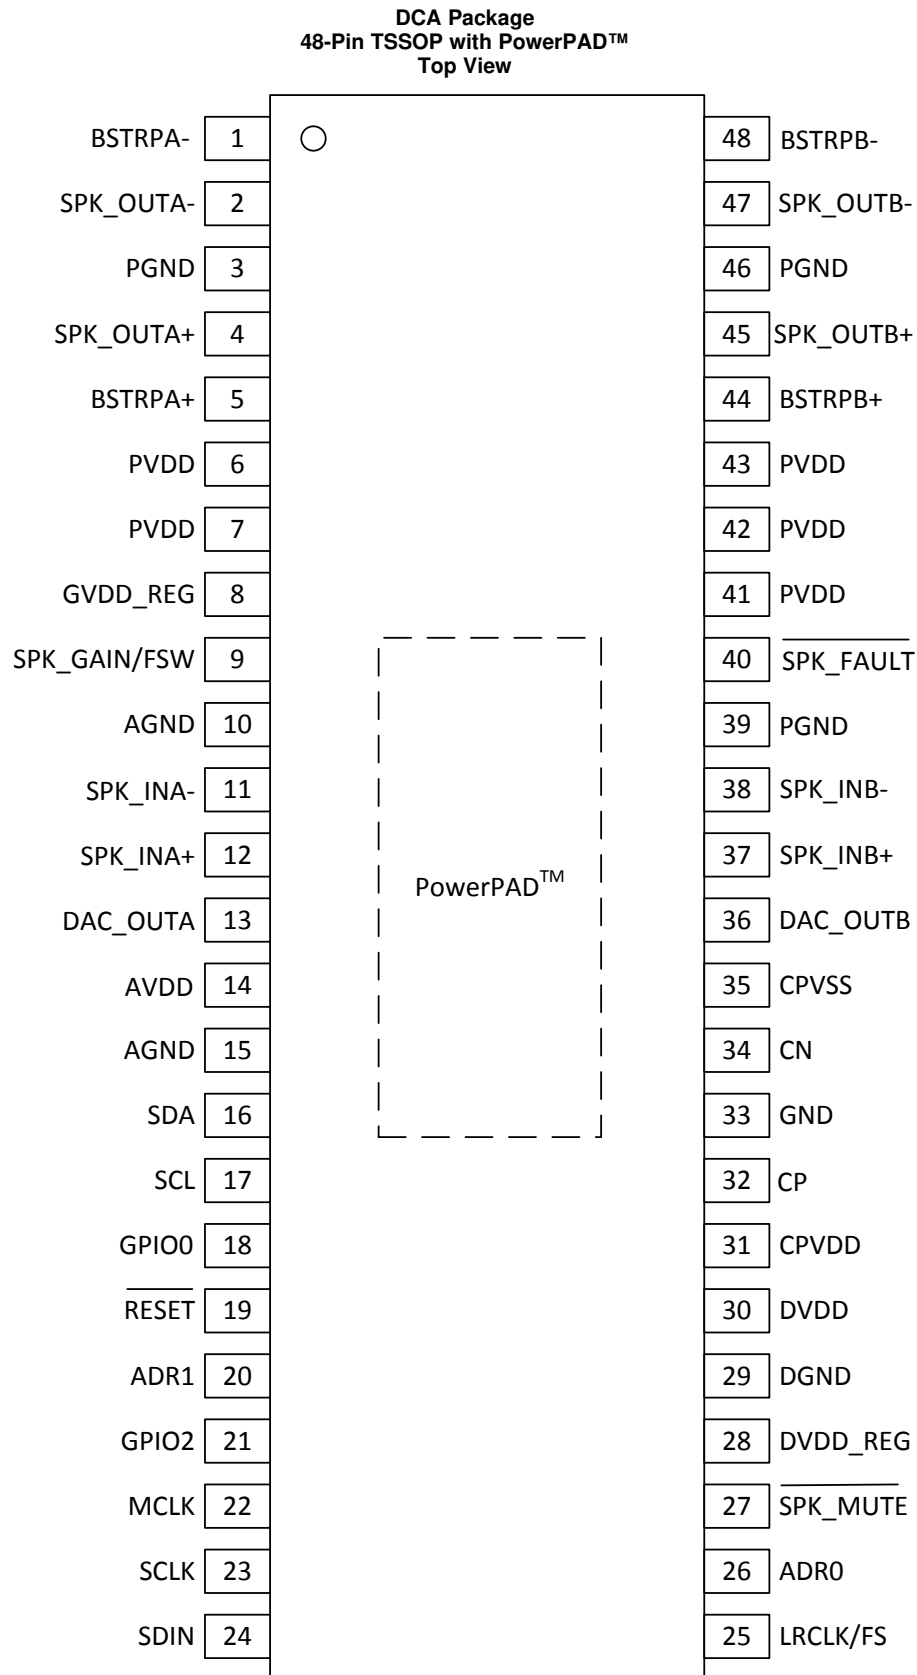 DCA Package
48-Pin TSSOP with PowerPAD™
Top View
BSTRPA- 1 48 BSTRPB-
SPK_OUTA- 2 47 SPK_OUTB-
PGND 3 46 PGND
SPK_OUTA+ 4 45 SPK_OUTB+
BSTRPA+ 5 44 BSTRPB+
PVDD 6 43 PVDD
PVDD 7 42 PVDD
GVDD_REG 8 41 PVDD
SPK_GAIN/FSW 9 40 SPK_FAULT
AGND 10 39 PGND
SPK_INA- 11 38 SPK_INB-
SPK_INA+ 12 37 SPK_INB+
PowerPAD™
DAC_OUTA 13 36 DAC_OUTB
AVDD 14 35 CPVSS
AGND 15 34 CN
SDA 16 33 GND
SCL 17 32 CP
GPIO0 18 31 CPVDD
RESET 19 30 DVDD
ADR1 20 29 DGND
GPIO2 21 28 DVDD_REG
MCLK 22 27 SPK_MUTE
SCLK 23 26 ADR0
SDIN 24 25 LRCLK/FS